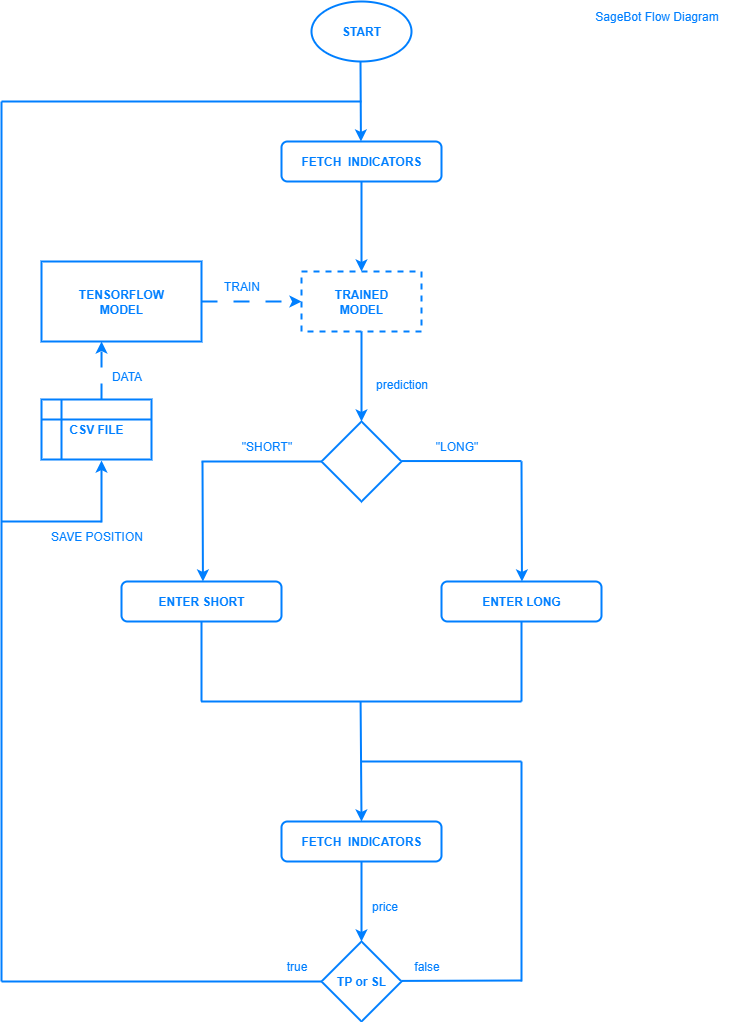 SageBot Flow Diagram
START
FETCH INDICATORS
TENSORFLOW
MODEL
TRAIN
TRAINED
MODEL
DATA
prediction
CSV FILE
"SHORT"
"LONG"
SAVE POSITION
ENTER SHORT
ENTER LONG
FETCH INDICATORS
price
true
false
TP or SL